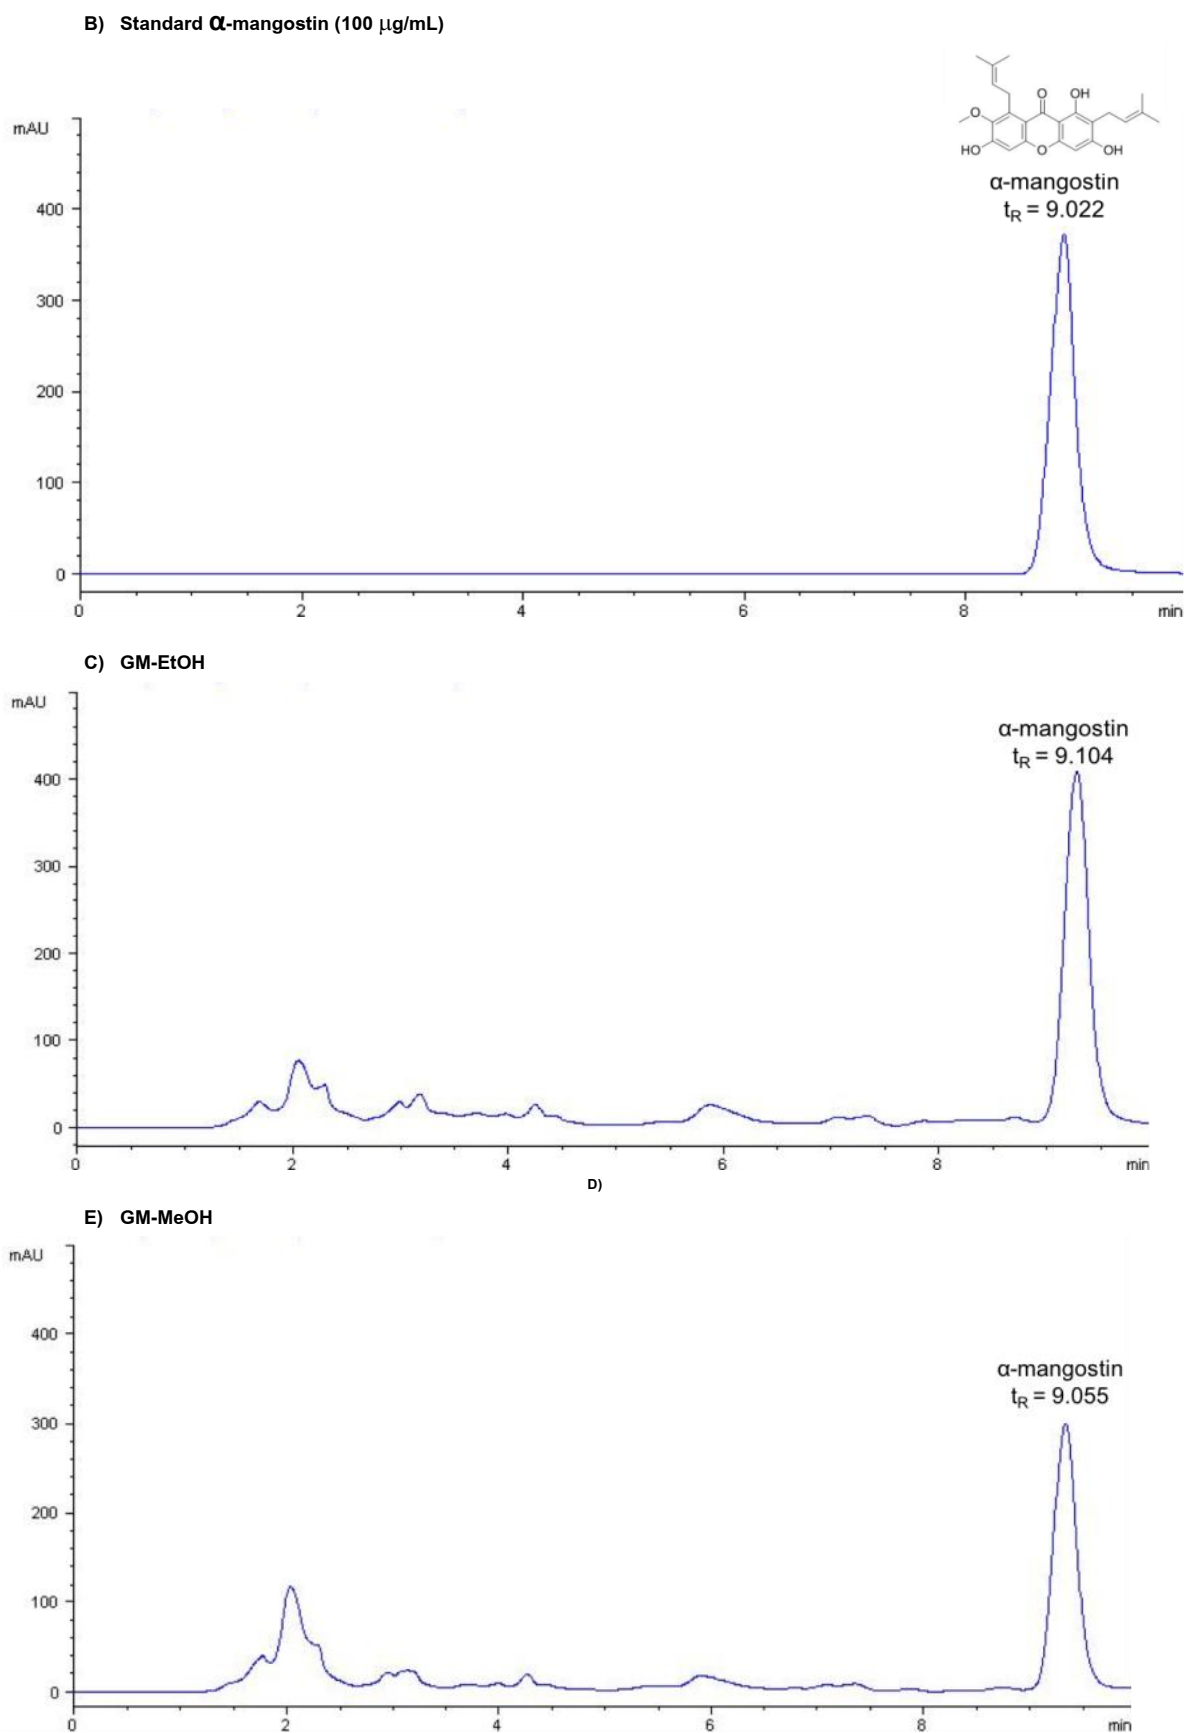 B) Standard α-mangostin (100 μg/mL)
O
OH
O
HO
O
OH
mAU
α-mangostin
tR = 9.022
400
300
200
100
0
0 2 4 6 8 min
C) GM-EtOH
mAU
α-mangostin
tR = 9.104
400
300
200
100
0
0 2 4 6 8 min
D)
E) GM-MeOH
mAU
400
α-mangostin
tR = 9.055
300
200
100
0
0 2 4 6 8 min